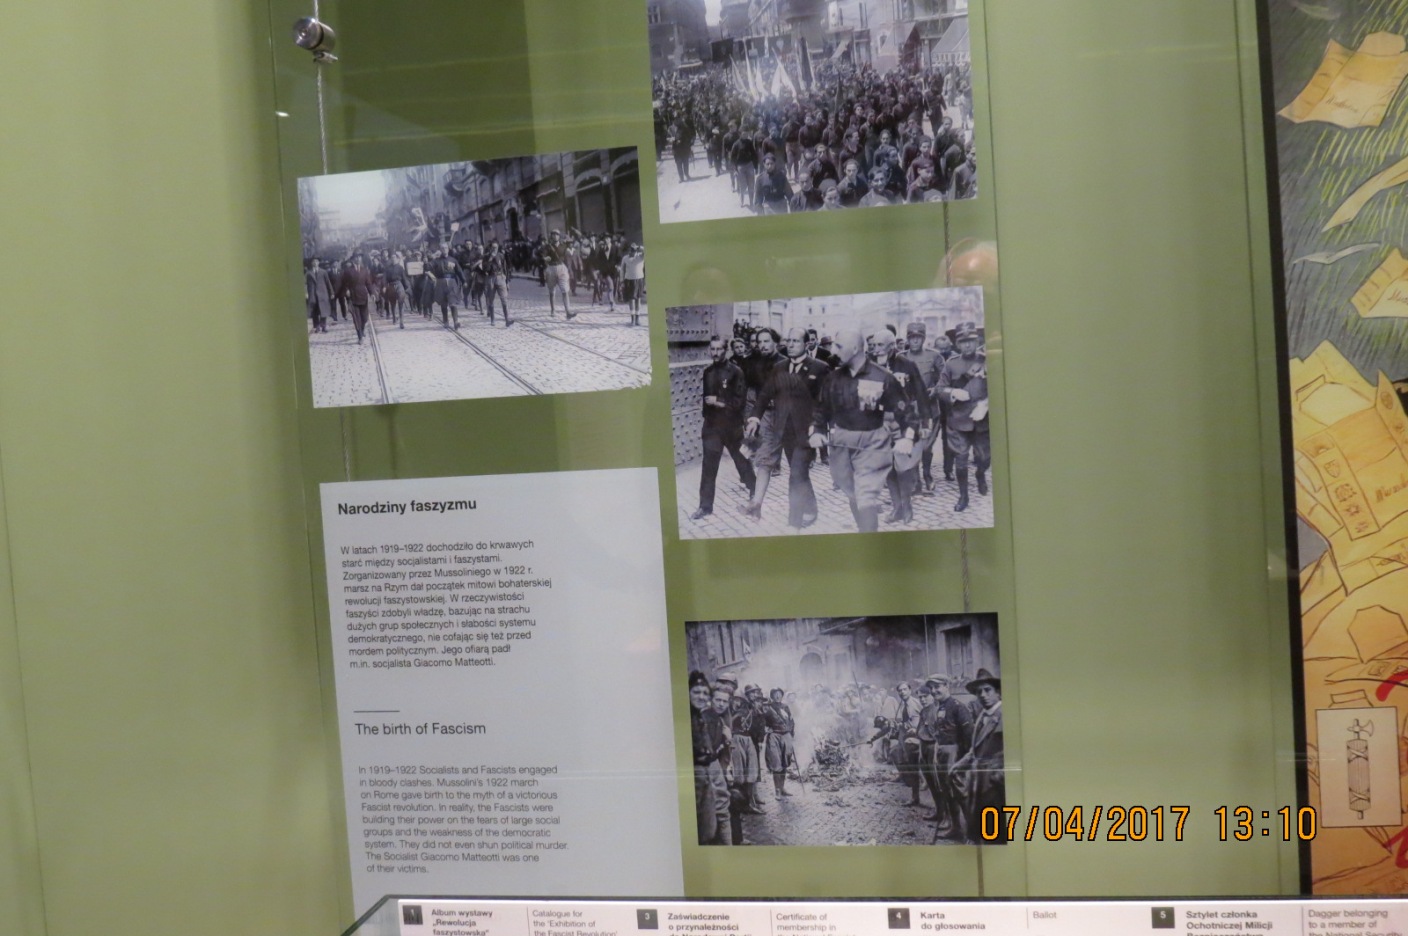 Narodziny faszyzmu
W latach 1919–1922 dochodziło do krwawych
starć między socjalistami i faszystami.
Zorganizowany przez Mussoliniego w 1922 r.
marsz na Rzym dał początek mitowi bohaterskiej
rewolucji faszystowskiej. W rzeczywistości
faszyści zdobyli władzę, bazując na strachu
dużych grup społecznych i słabości systemu
demokratycznego, nie cofając się też przed
mordem politycznym. Jego ofiarą padł
m.in. socjalista Giacomo Matteotti.
The birth of Fascism
In 1919–1922 Socialists and Fascists engaged
in bloody clashes. Mussolini's 1922 march
on Rome gave birth to the myth of a victorious
Fascist revolution. In reality, the Fascists were
building their power on the fears of large social
groups and the weakness of the democratic
system. They did not even shun political murder.
The Socialist Giacomo Matteotti was one
of their victims.
07/04/2017 13:10
1
Album wystawy
„Rewolucja
faszystowska"
Catalogue for
the 'Exhibition of
the Fascist Revolution'
3
Zaświadczenie
o przynależności
Certificate of
membership in
4
Karta
do głosowania
Ballot
5
Sztylet członka
Ochotniczej Milicji
Dagger belonging
to a member of
the National Security